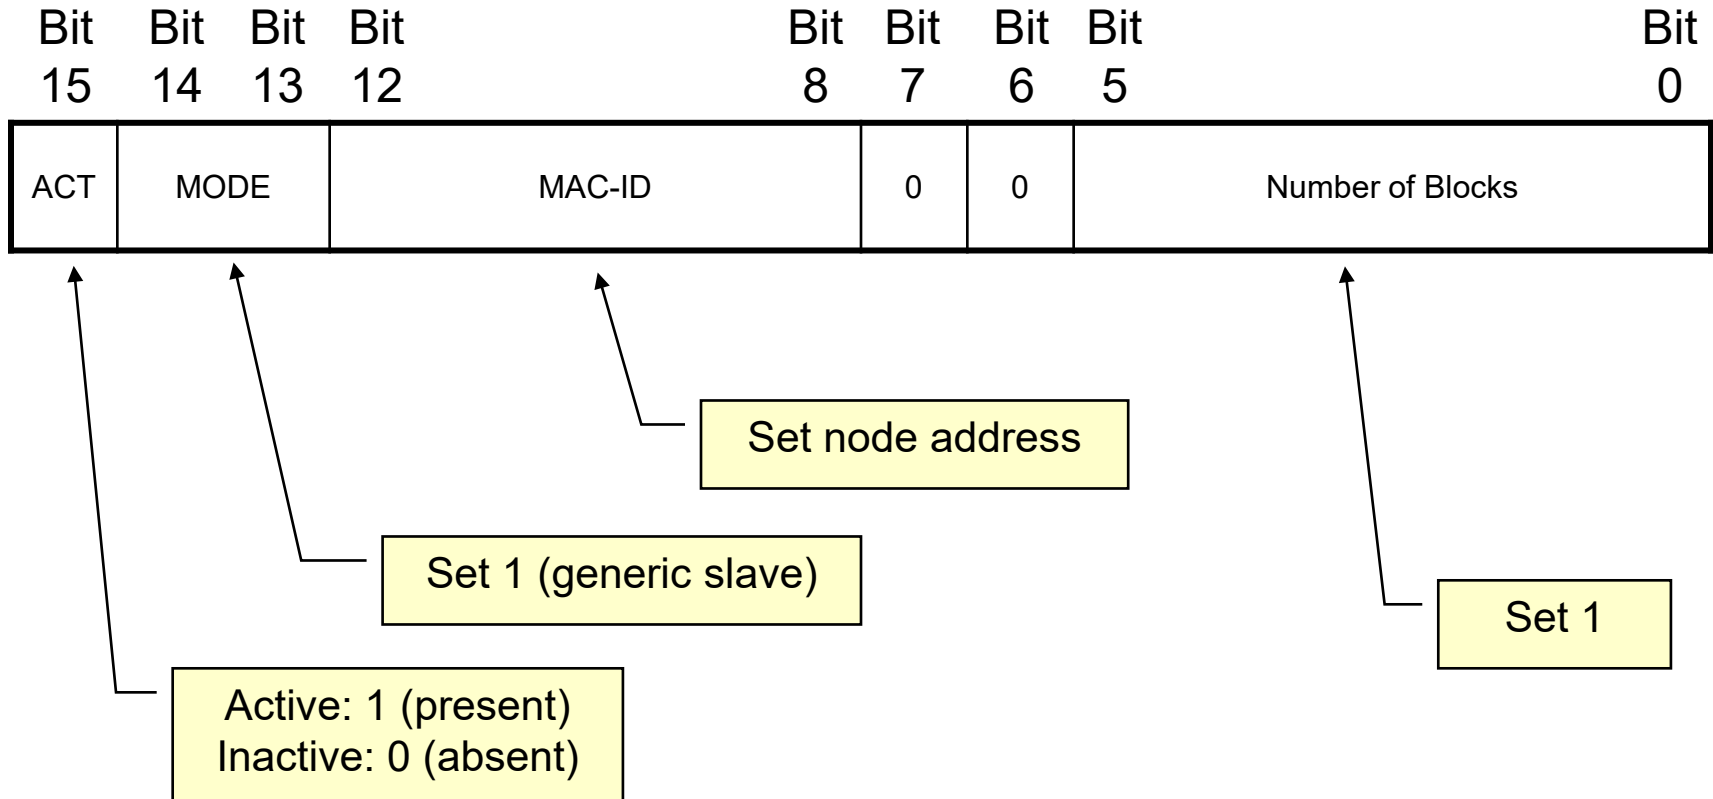 Bit Bit Bit Bit Bit Bit Bit Bit Bit
15 14 13 12 8 7 6 5 0
ACT MODE MAC-ID 0 0 Number of Blocks
Set node address
Set 1 (generic slave)
Set 1
Active: 1 (present)
Inactive: 0 (absent)